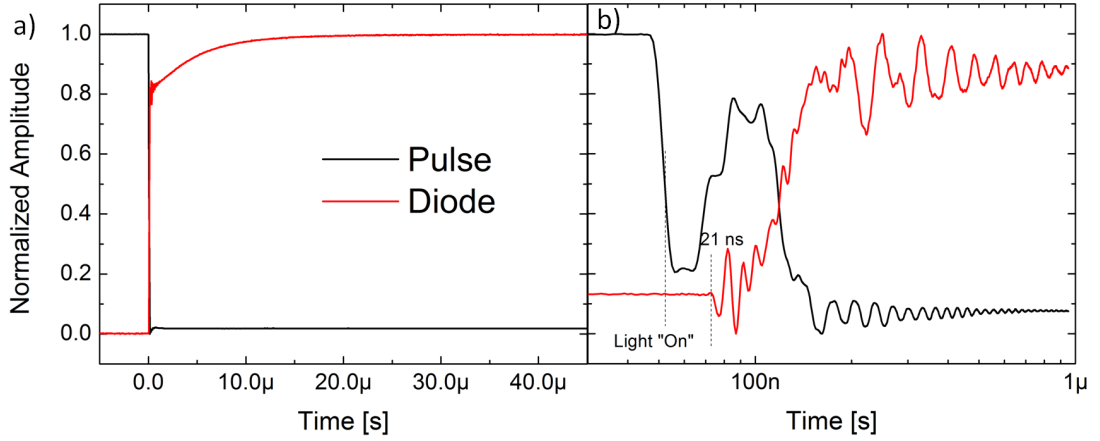 a)
b)
Normalized Amplitude
1.0
0.8
0.6
0.4
0.2
0.0
Pulse
Diode
21 ns
Light "On"
0.0 10.0µ 20.0µ 30.0µ 40.0µ
100n 1µ
Time [s]
Time [s]